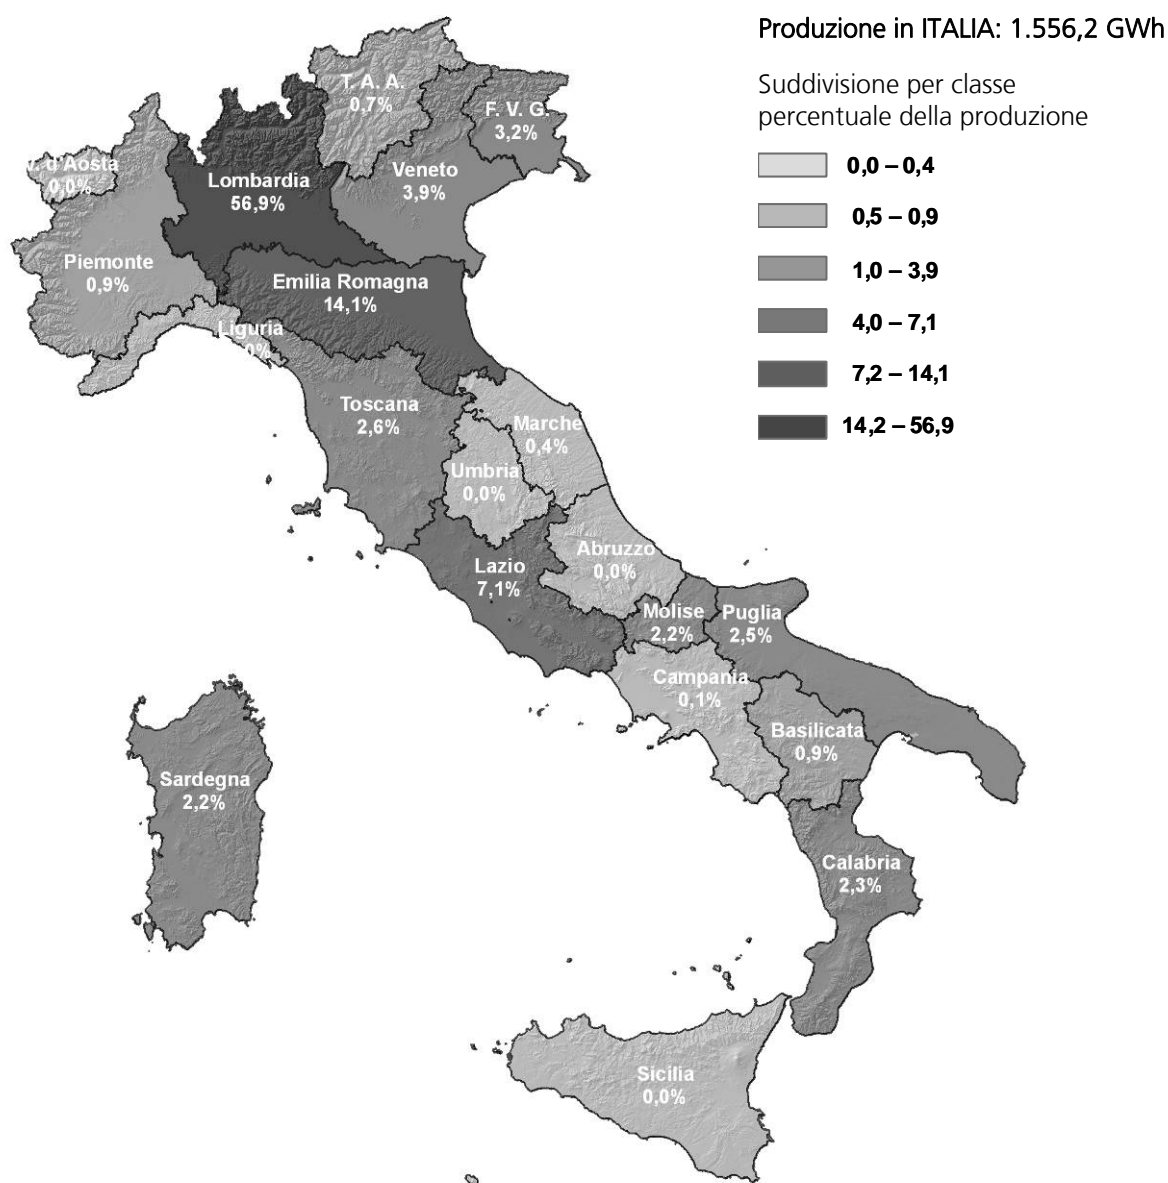 Produzione in ITALIA: 1.556,2 GWh
Suddivisione per classe
percentuale della produzione
0,0 – 0,4
0,5 – 0,9
1,0 – 3,9
4,0 – 7,1
7,2 – 14,1
14,2 – 56,9
T. A. A.
0,7%
F. V. G.
3,2%
v. d'Aosta
0,0%
Lombardia
56,9%
Veneto
3,9%
Piemonte
0,9%
Emilia Romagna
14,1%
Liguria
0%
Toscana
2,6%
Marche
0,4%
Umbria
0,0%
Lazio
7,1%
Abruzzo
0,0%
Molise
2,2%
Puglia
2,5%
Campania
0,1%
Basilicata
0,9%
Sardegna
2,2%
Calabria
2,3%
Sicilia
0,0%